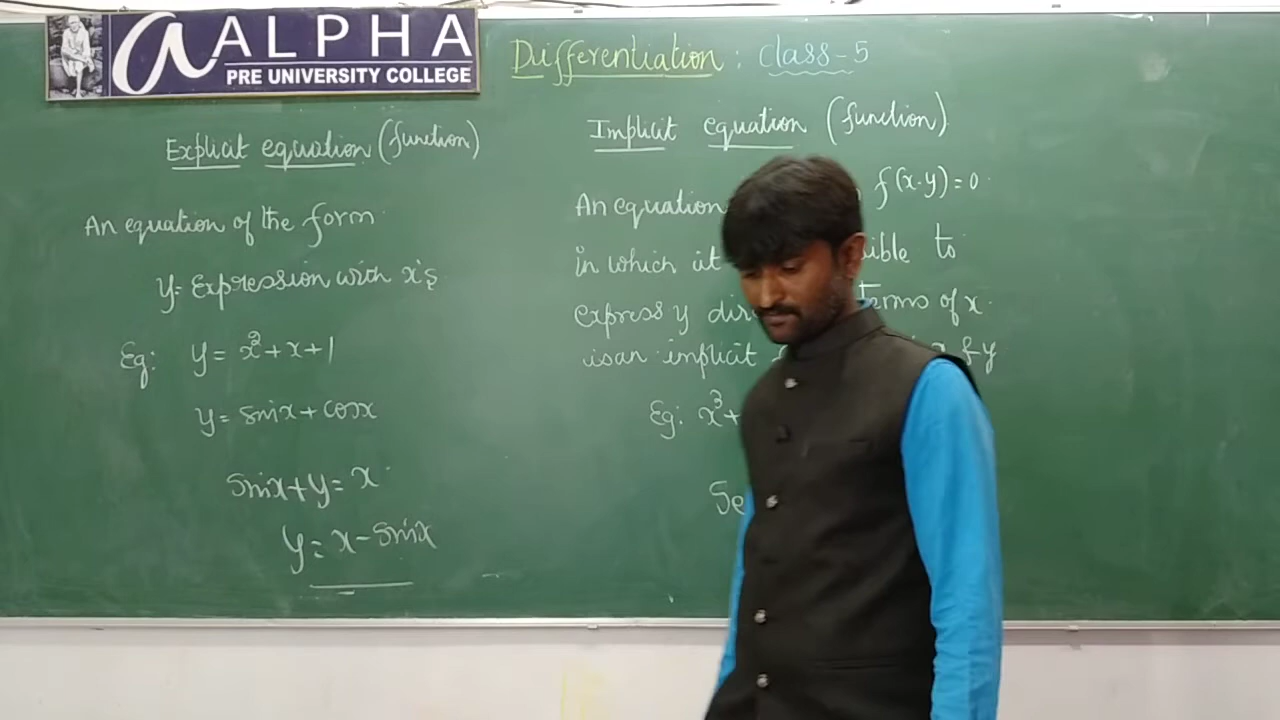 ALPHA
PRE UNIVERSITY COLLEGE
Differentiation : Class-5
Explicit equation (function)
An equation of the form
y = Expression with x's
Eg: y = x² + x + 1
y = sinx + cosx
sinx + y = x
y = x - sinx
Implicit equation (function)
An equation f(x.y) = 0
in which it to
express y terms of x.
is an implicit & y
Eg: x³ +